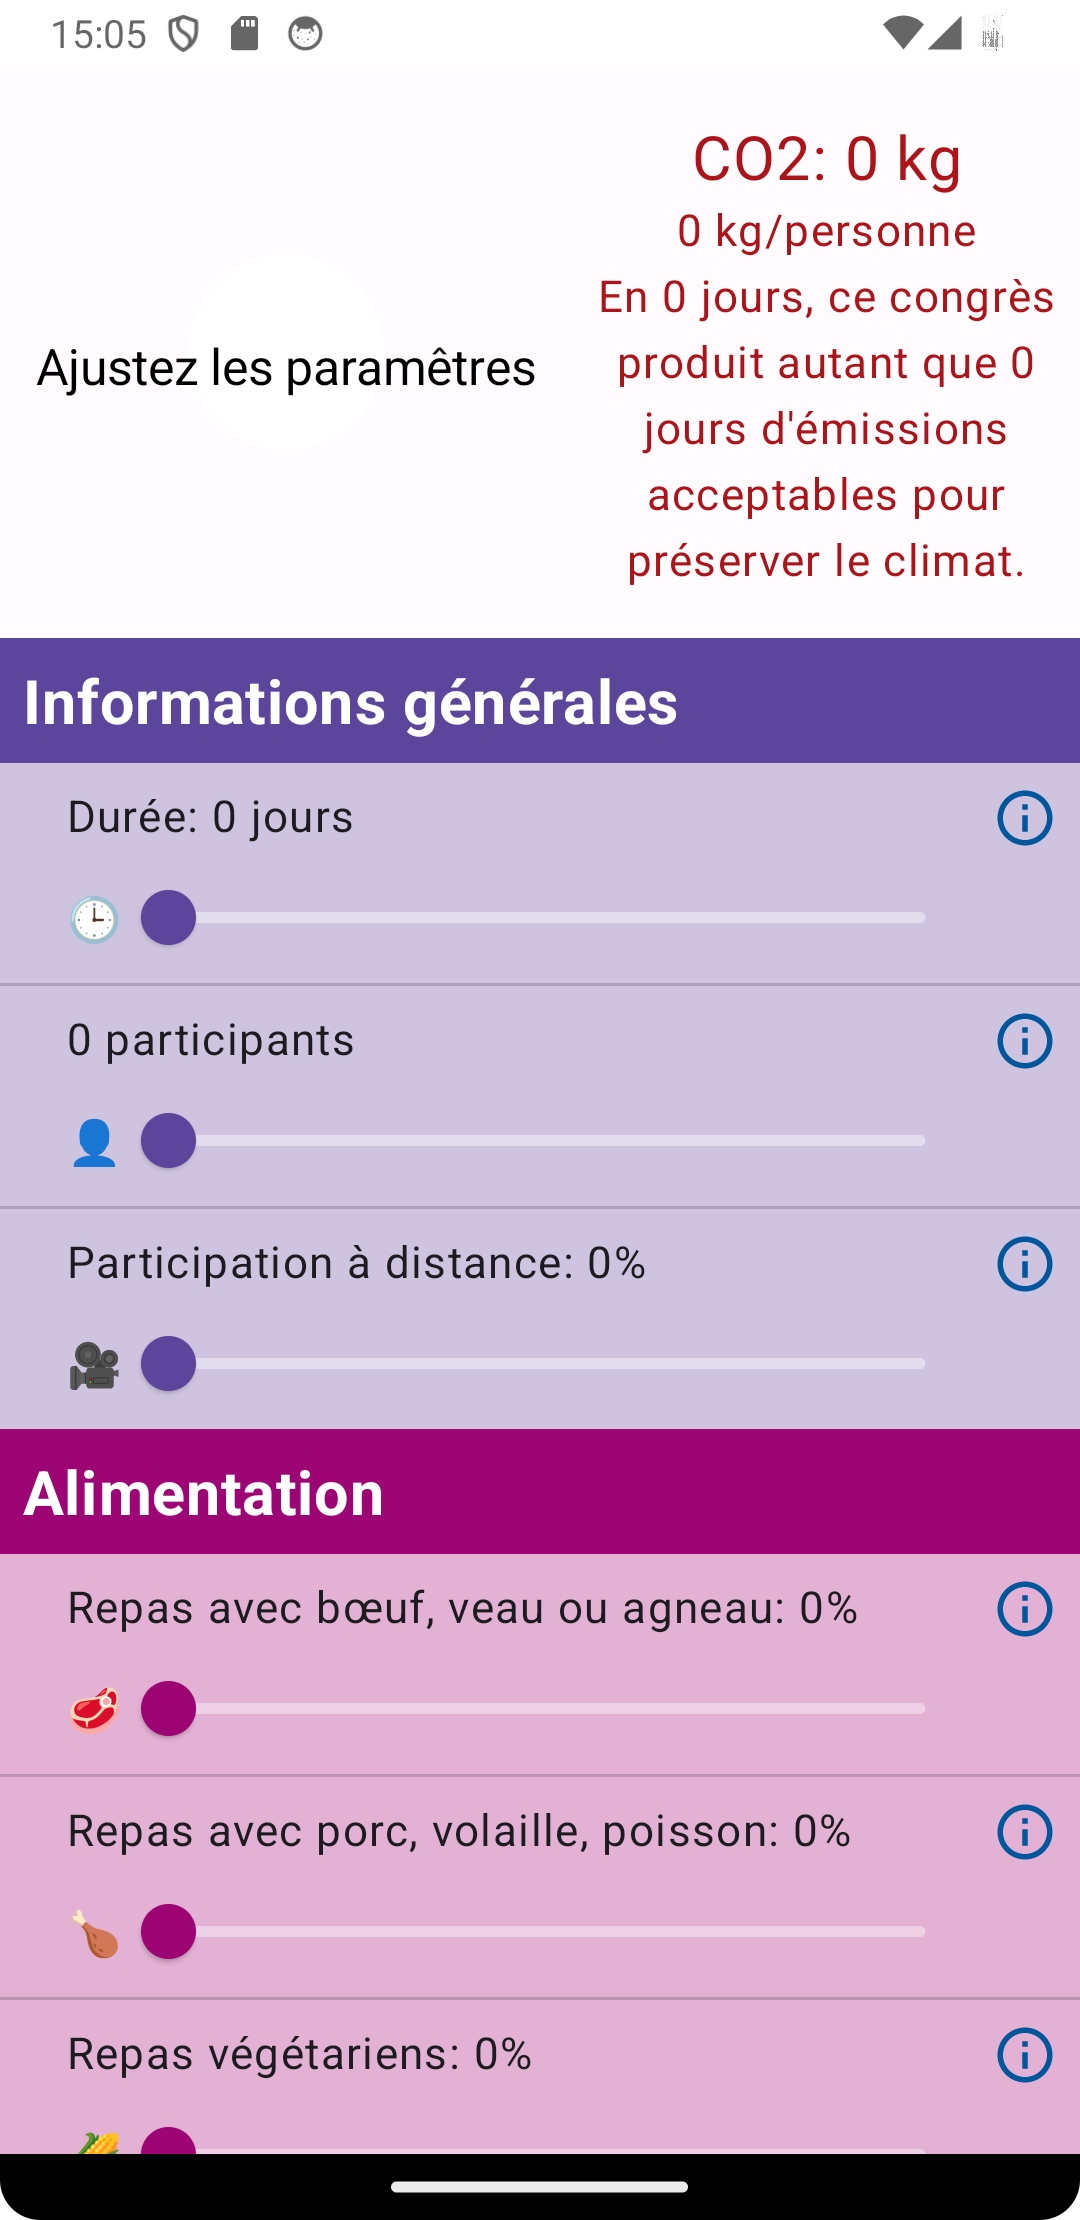 15:05
CO2: 0 kg
0 kg/personne
En 0 jours, ce congrès
produit autant que 0
jours d'émissions
acceptables pour
préserver le climat.
Ajustez les paramêtres
Informations générales
Durée: 0 jours
0 participants
Participation à distance: 0%
Alimentation
Repas avec bœuf, veau ou agneau: 0%
Repas avec porc, volaille, poisson: 0%
Repas végétariens: 0%